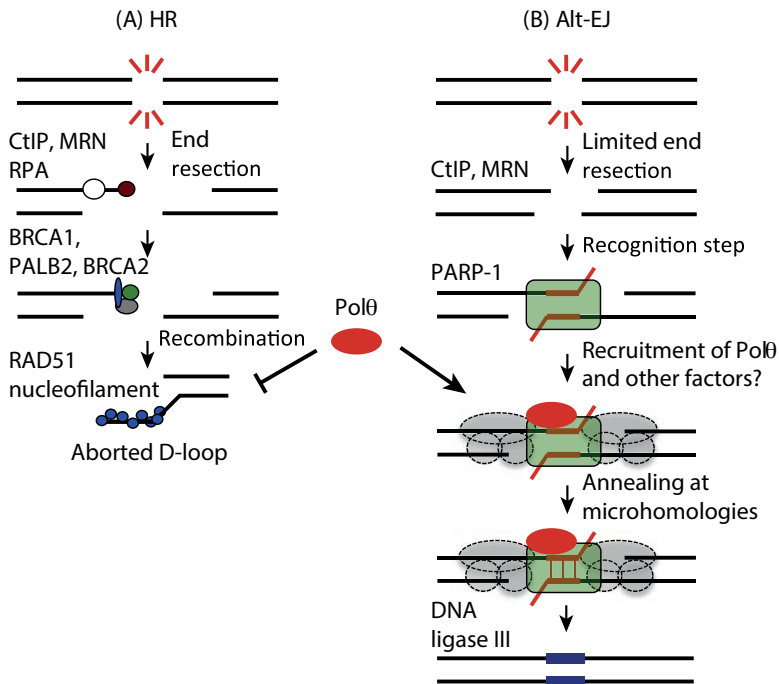 (A) HR
CtIP, MRN
RPA
End
resection
BRCA1,
PALB2, BRCA2
Recombination
RAD51
nucleofilament
Aborted D-loop
Polθ
(B) Alt-EJ
Limited end
resection
CtIP, MRN
Recognition step
PARP-1
Recruitment of Polθ
and other factors?
Annealing at
microhomologies
DNA
ligase III